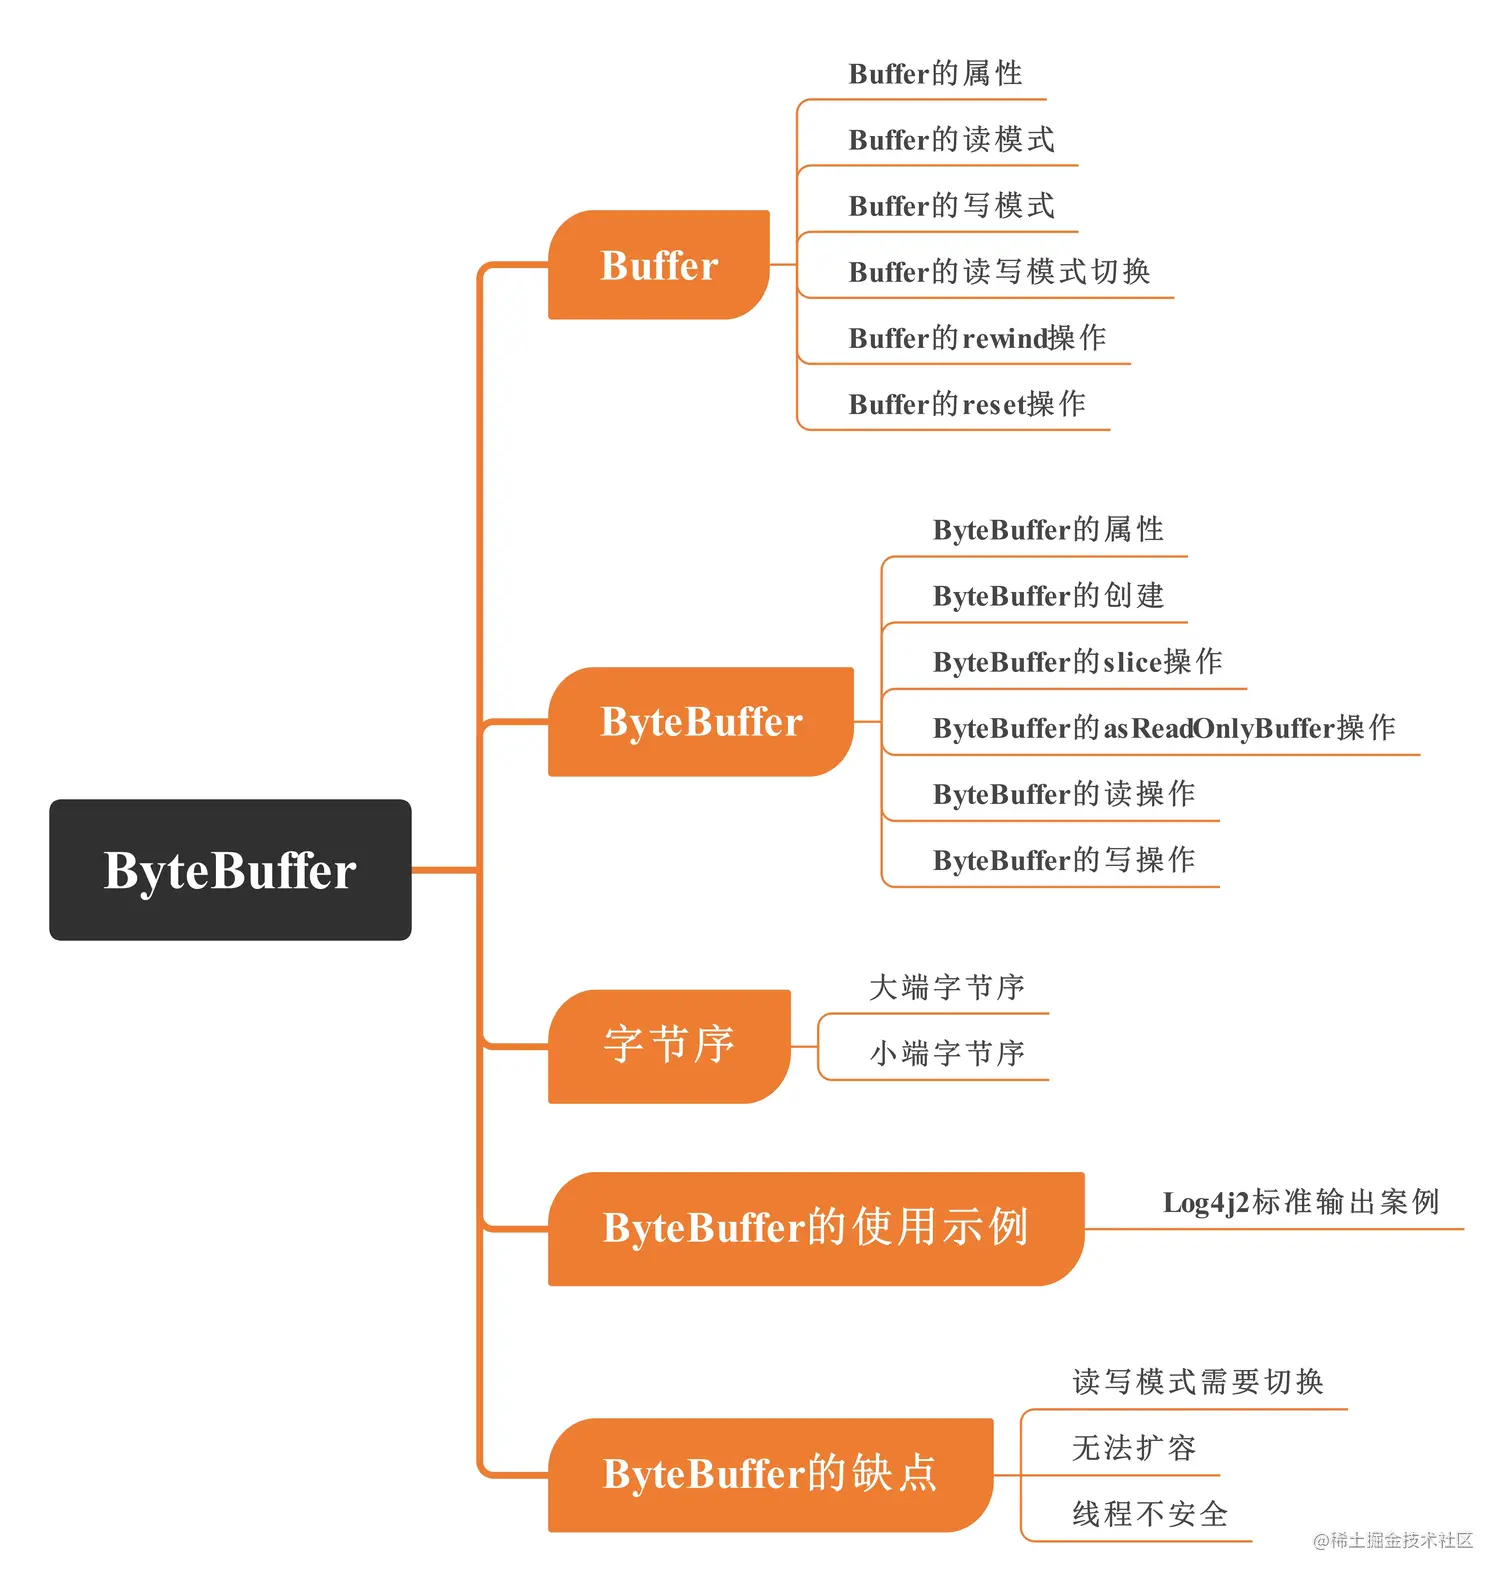 Buffer的属性
Buffer的读模式
Buffer的写模式
Buffer
Buffer的读写模式切换
Buffer的rewind操作
Buffer的reset操作
ByteBuffer的属性
ByteBuffer的创建
ByteBuffer的slice操作
ByteBuffer
ByteBuffer的asReadOnlyBuffer操作
ByteBuffer的读操作
ByteBuffer的写操作
ByteBuffer
大端字节序
字节序
小端字节序
Log4j2标准输出案例
ByteBuffer的使用示例
读写模式需要切换
无法扩容
ByteBuffer的缺点
线程不安全
@稀土掘金技术社区